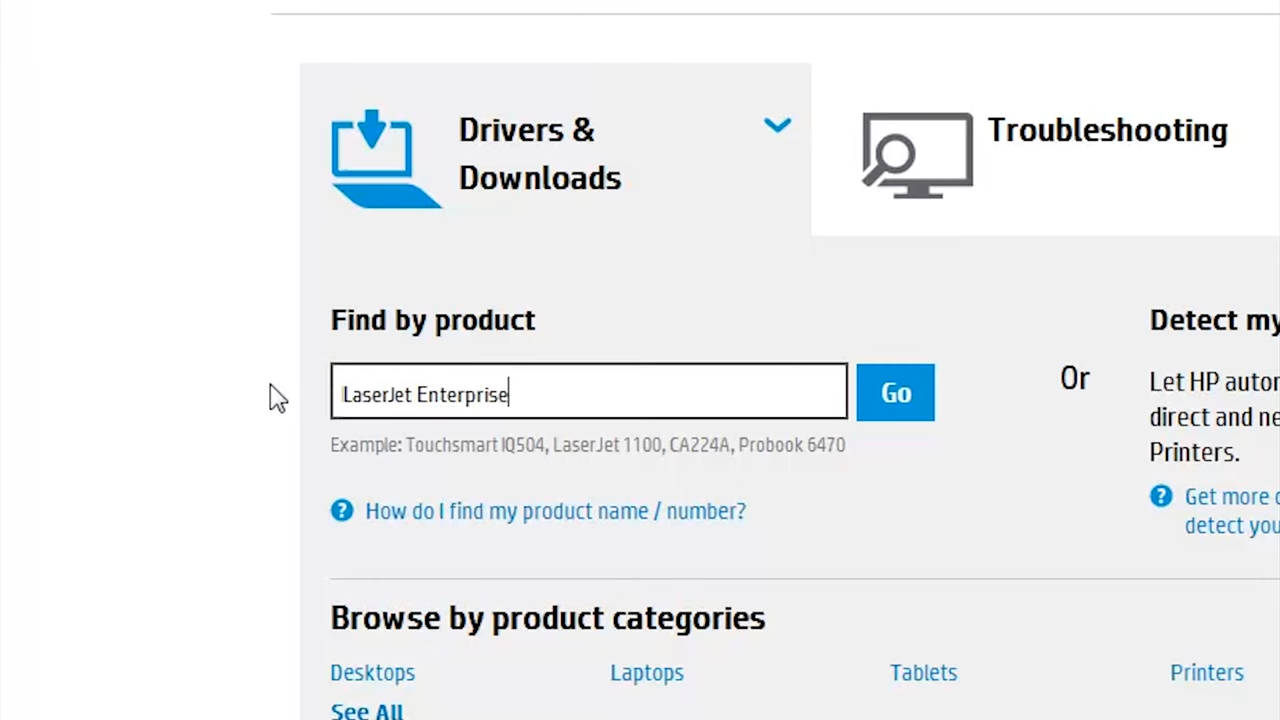 Drivers &
Downloads
Troubleshooting
Find by product
LaserJet Enterprise
Go
Example: Touchsmart IQ504, LaserJet 1100, CA224A, Probook 6470
? How do I find my product name / number?
Or
Detect my
Let HP autor
direct and ne
Printers.
? Get more
detect you
Browse by product categories
Desktops
Laptops
Tablets
Printers
See All